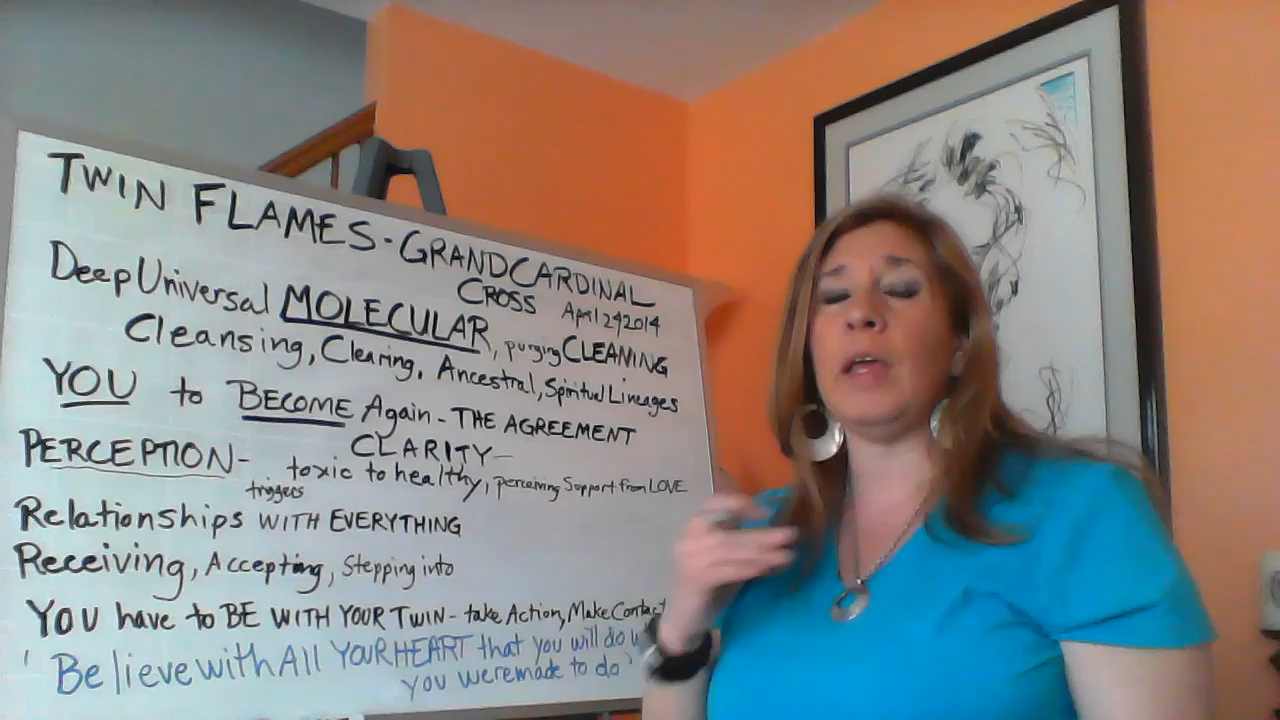 TWIN FLAMES - GRAND CARDINAL
CROSS April 24 2014
Deep Universal MOLECULAR, purging CLEANING
Cleansing, Clearing, Ancestral, Spiritual Lineages
YOU to BECOME Again - THE AGREEMENT
PERCEPTION - CLARITY -
toxic to healthy, perceiving Support from LOVE
triggers
Relationships WITH EVERYTHING
Receiving, Accepting, Stepping into
YOU have to BE WITH YOUR TWIN - take Action, Make Contact
' Believe with All YOUR HEART that you will do
you were made to do '